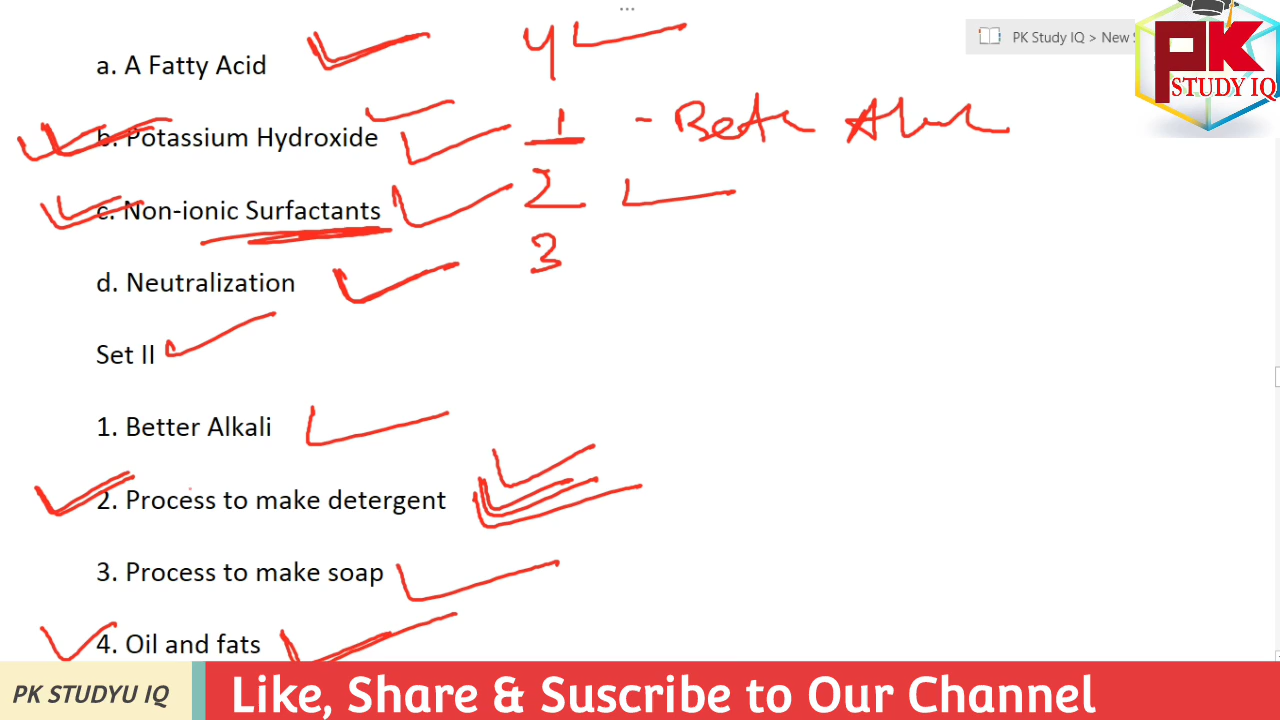 a. A Fatty Acid
4
PK Study IQ > New
PK
STUDY IQ
b. Potassium Hydroxide
1 - Beta
c. Non-ionic Surfactants
2
3
d. Neutralization
Set II
1. Better Alkali
2. Process to make detergent
3. Process to make soap
4. Oil and fats
PK STUDYU IQ
Like, Share & Suscribe to Our Channel